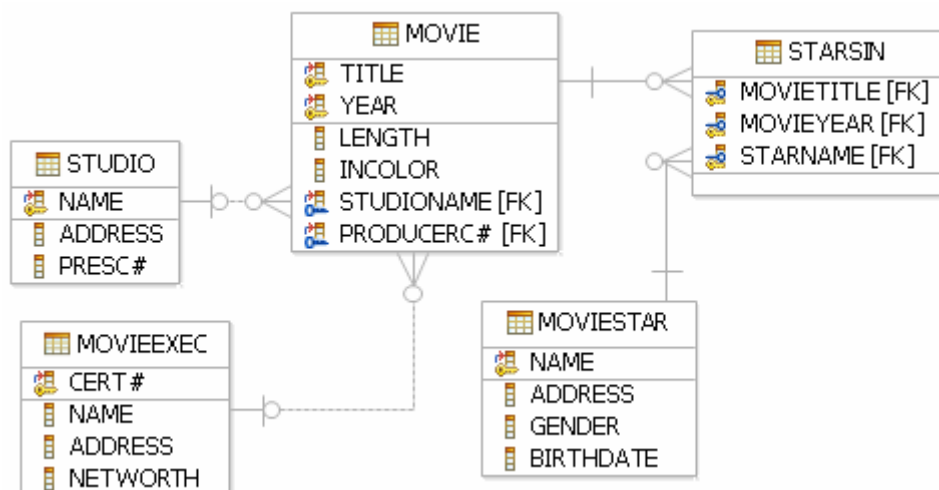 MOVIE
TITLE
YEAR
LENGTH
INCOLOR
STUDIONAME [FK]
PRODUCERC# [FK]
STARSIN
MOVIETITLE [FK]
MOVIEYEAR [FK]
STARNAME [FK]
STUDIO
NAME
ADDRESS
PRESC#
MOVIEEXEC
CERT#
NAME
ADDRESS
NETWORTH
MOVIESTAR
NAME
ADDRESS
GENDER
BIRTHDATE